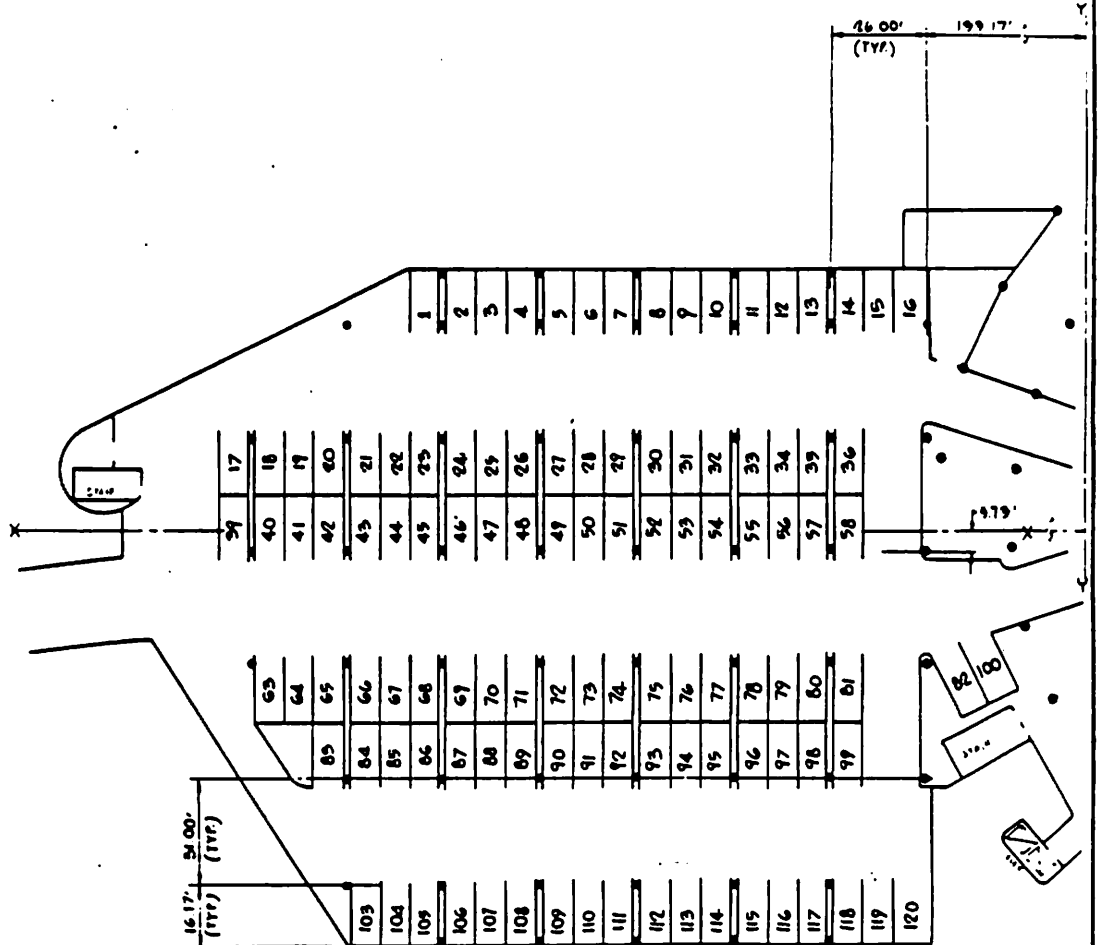 Y
26.00' 199.17'
(TYP.)
1 2 3 4 5 6 7 8 9 10 11 12 13 14 15 16
17 18 19 20 21 22 23 24 25 26 27 28 29 30 31 32 33 34 35 36
STAIR
X
39 40 41 42 43 44 45 46 47 48 49 50 51 52 53 54 55 56 57 58
9.79'
X
Y
63 64 65 66 67 68 69 70 71 72 73 74 75 76 77 78 79 80 81 82 100
83 84 85 86 87 88 89 90 91 92 93 94 95 96 97 98 99
STAIR
(TYP.)
16.17'
(TYP.)
103 104 105 106 107 108 109 110 111 112 113 114 115 116 117 118 119 120